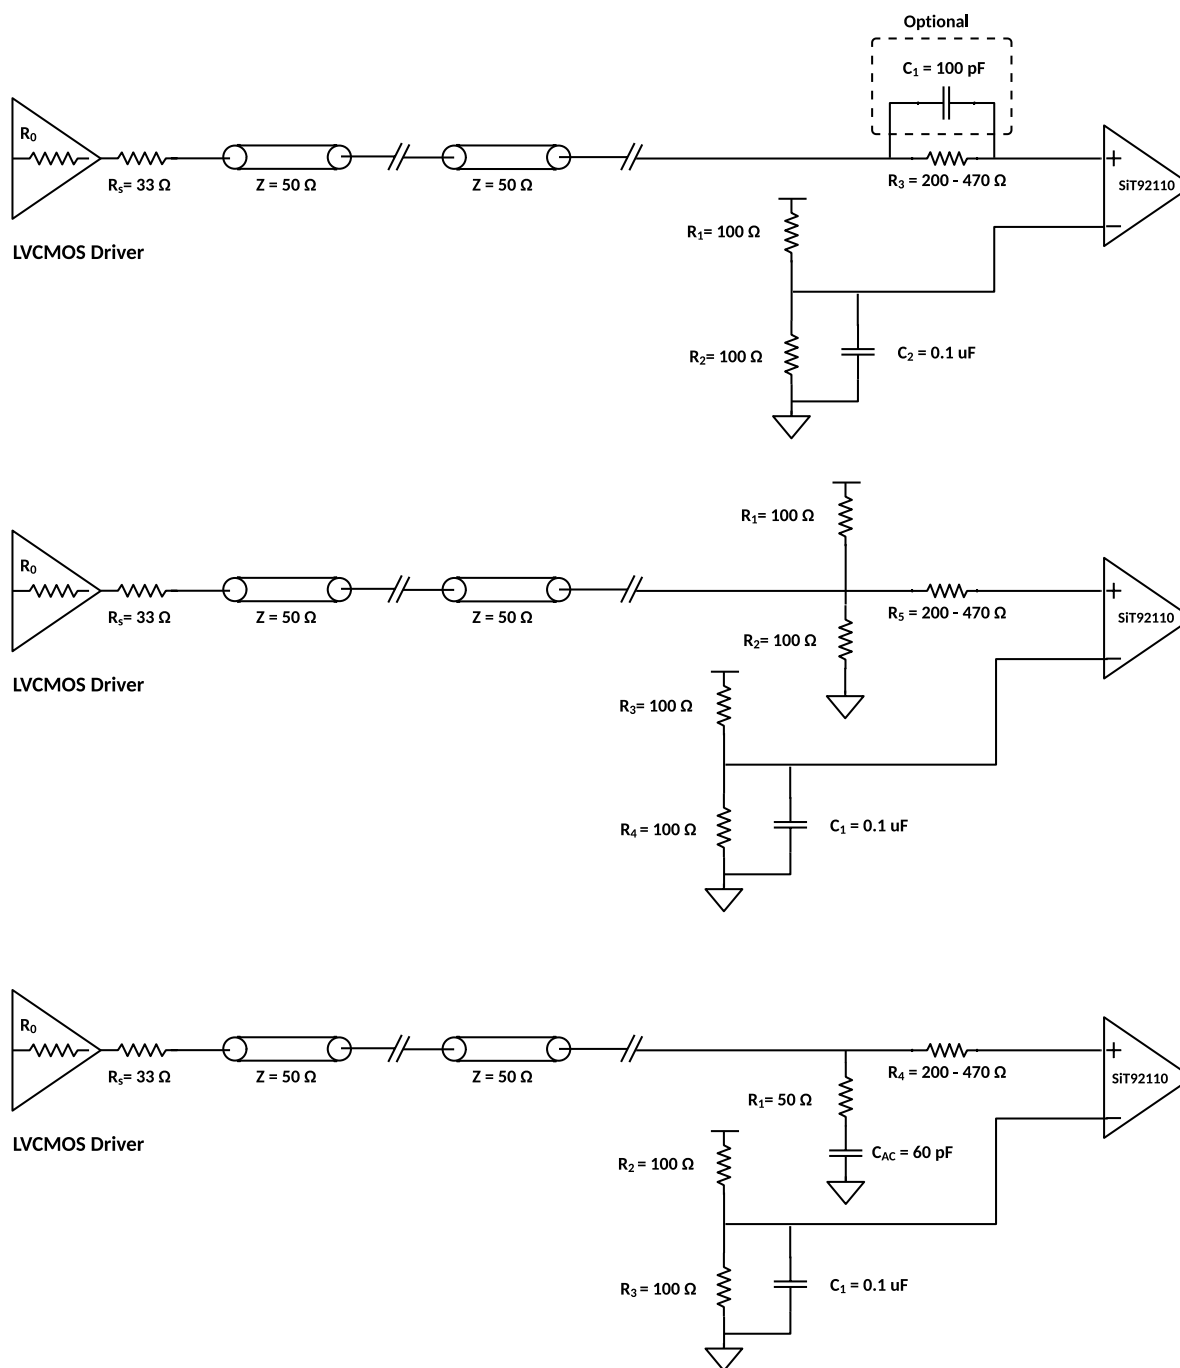 Optional
C₁ = 100 pF
R₀
Rₛ= 33 Ω
Z = 50 Ω
Z = 50 Ω
R₃ = 200 - 470 Ω
+
SiT92110
−
LVCMOS Driver
R₁= 100 Ω
R₂= 100 Ω
C₂ = 0.1 uF
R₁= 100 Ω
R₀
Rₛ= 33 Ω
Z = 50 Ω
Z = 50 Ω
R₅ = 200 - 470 Ω
+
SiT92110
−
R₂= 100 Ω
LVCMOS Driver
R₃= 100 Ω
R₄ = 100 Ω
C₁ = 0.1 uF
R₀
Rₛ= 33 Ω
Z = 50 Ω
Z = 50 Ω
R₄ = 200 - 470 Ω
+
SiT92110
−
R₁= 50 Ω
LVCMOS Driver
C_AC = 60 pF
R₂ = 100 Ω
R₃ = 100 Ω
C₁ = 0.1 uF